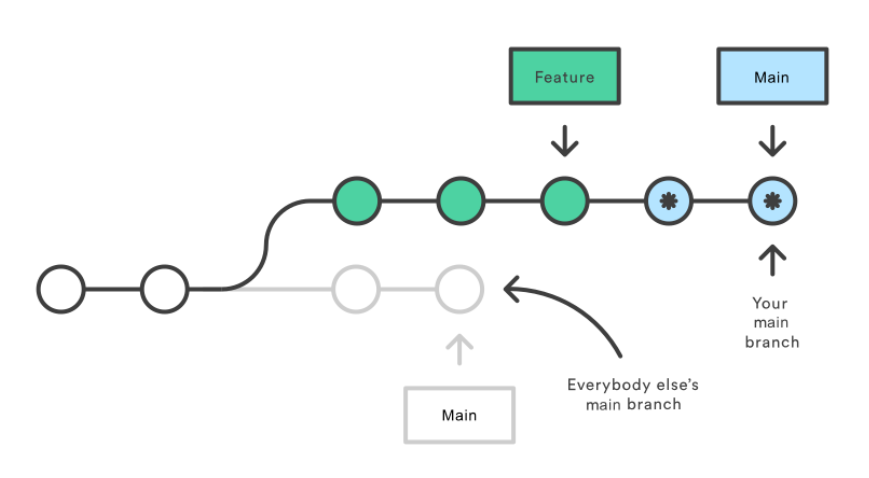 Feature
Main
Your
main
branch
Everybody else's
main branch
Main